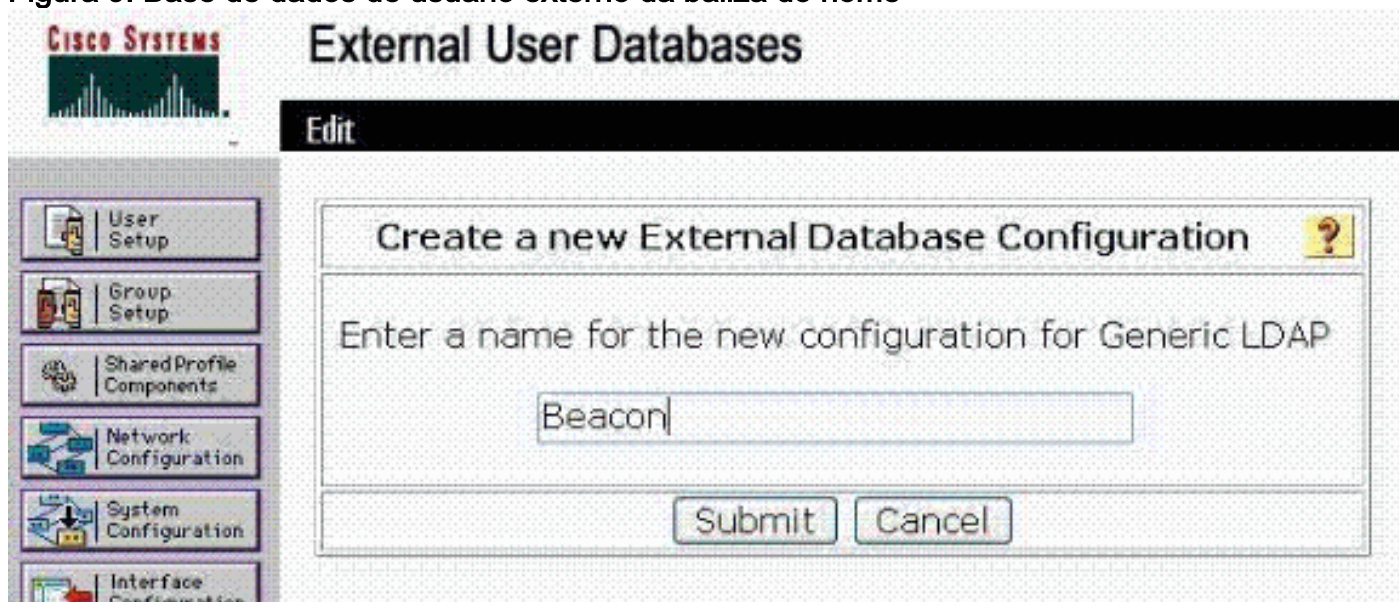 CISCO SYSTEMS
External User Databases
Edit
User
Setup
Group
Setup
Shared Profile
Components
Network
Configuration
System
Configuration
Interface
Create a new External Database Configuration
?
Enter a name for the new configuration for Generic LDAP
Beacon
Submit
Cancel